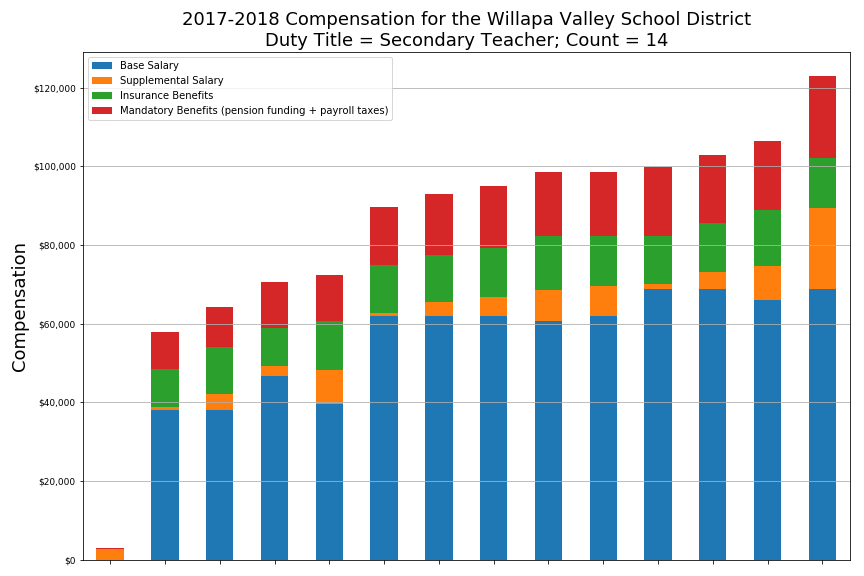 2017-2018 Compensation for the Willapa Valley School District
Duty Title = Secondary Teacher; Count = 14
Base Salary
Supplemental Salary
Insurance Benefits
Mandatory Benefits (pension funding + payroll taxes)
Compensation
$120,000
$100,000
$80,000
$60,000
$40,000
$20,000
$0